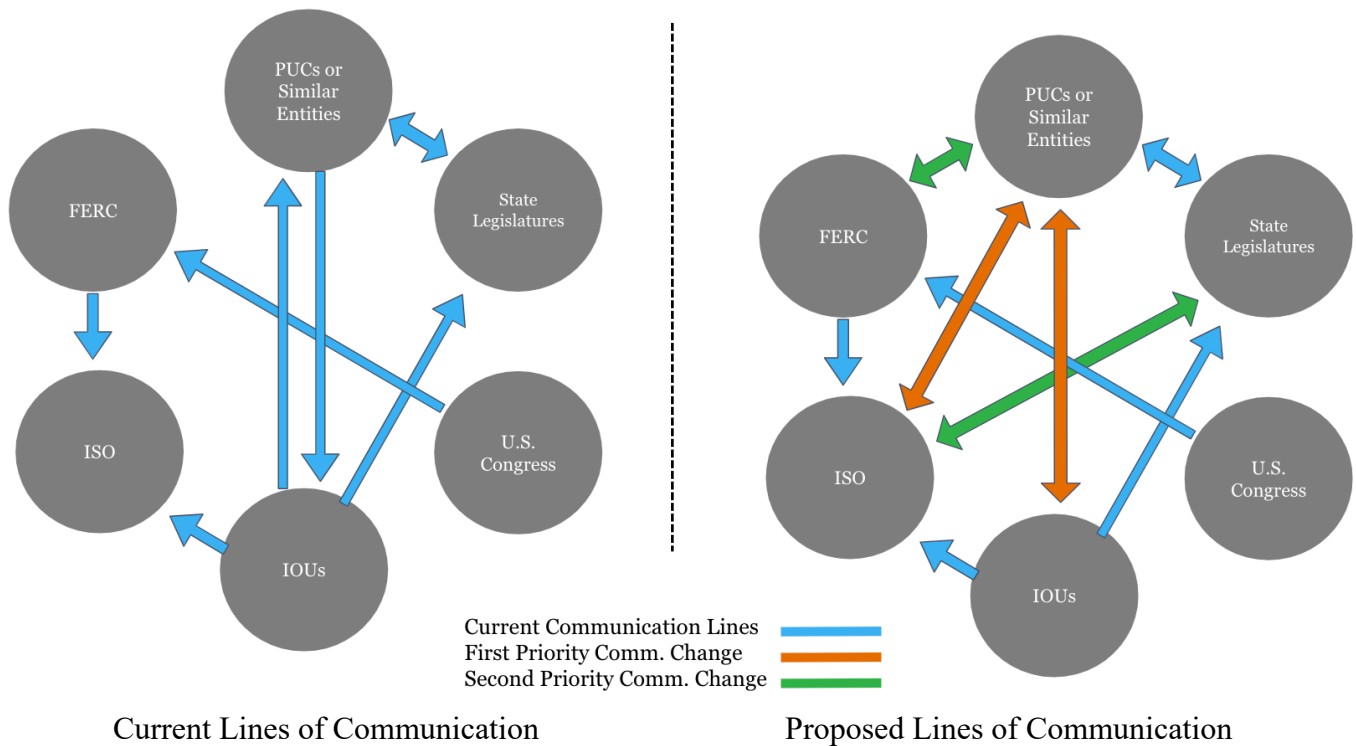 PUCs or
Similar
Entities
FERC
State
Legislatures
ISO
U.S.
Congress
IOUs
PUCs or
Similar
Entities
FERC
State
Legislatures
ISO
U.S.
Congress
IOUs
Current Communication Lines
First Priority Comm. Change
Second Priority Comm. Change
Current Lines of Communication
Proposed Lines of Communication